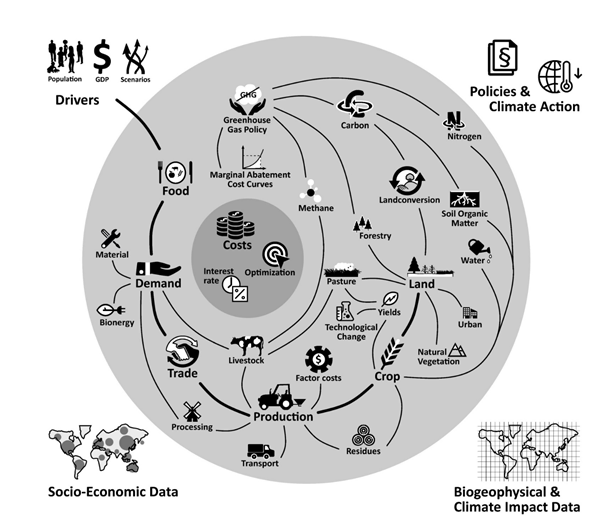 Population
GDP
Scenarios
Drivers
§
Policies &
Climate Action
GHG
Greenhouse
Gas Policy
Carbon
N
Nitrogen
Marginal Abatement
Cost Curves
Food
Methane
Landconversion
Soil Organic
Matter
Costs
Forestry
Material
Optimization
Interest
rate
%
Water
Demand
Pasture
Land
Bionergy
Technological
Change
Yields
Urban
Trade
Livestock
$
Factor costs
Crop
Natural
Vegetation
Processing
Production
Transport
Residues
Socio-Economic Data
Biogeophysical &
Climate Impact Data